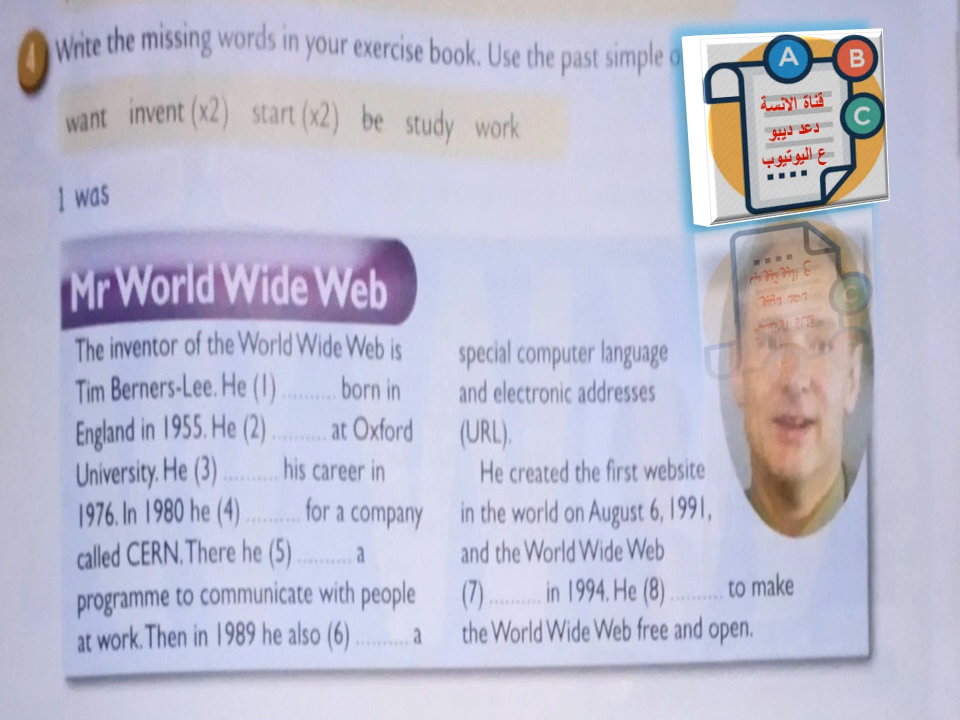 4 Write the missing words in your exercise book. Use the past simple o
want invent (x2) start (x2) be study work
1 was
A
B
C
قناة الانسة
دعد ديبو
ع اليوتيوب
Mr World Wide Web
The inventor of the World Wide Web is
Tim Berners-Lee. He (1) .......... born in
England in 1955. He (2) .......... at Oxford
University. He (3) .......... his career in
1976. In 1980 he (4) .......... for a company
called CERN. There he (5) .......... a
programme to communicate with people
at work. Then in 1989 he also (6) .......... a
special computer language
and electronic addresses
(URL).
He created the first website
in the world on August 6, 1991,
and the World Wide Web
(7) .......... in 1994. He (8) .......... to make
the World Wide Web free and open.